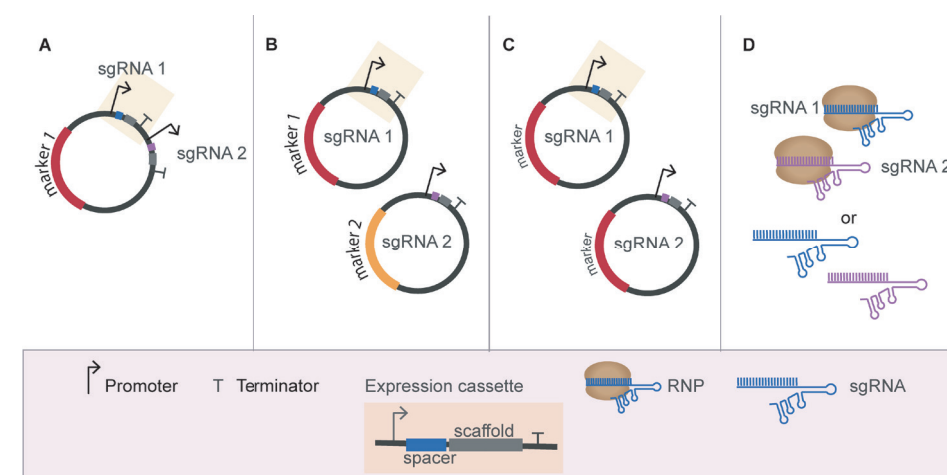 A
sgRNA 1
marker 1
sgRNA 2
B
marker 1
sgRNA 1
marker 2
sgRNA 2
C
marker
sgRNA 1
marker
sgRNA 2
D
sgRNA 1
sgRNA 2
or
Promoter
T Terminator
Expression cassette
scaffold
spacer
RNP
sgRNA